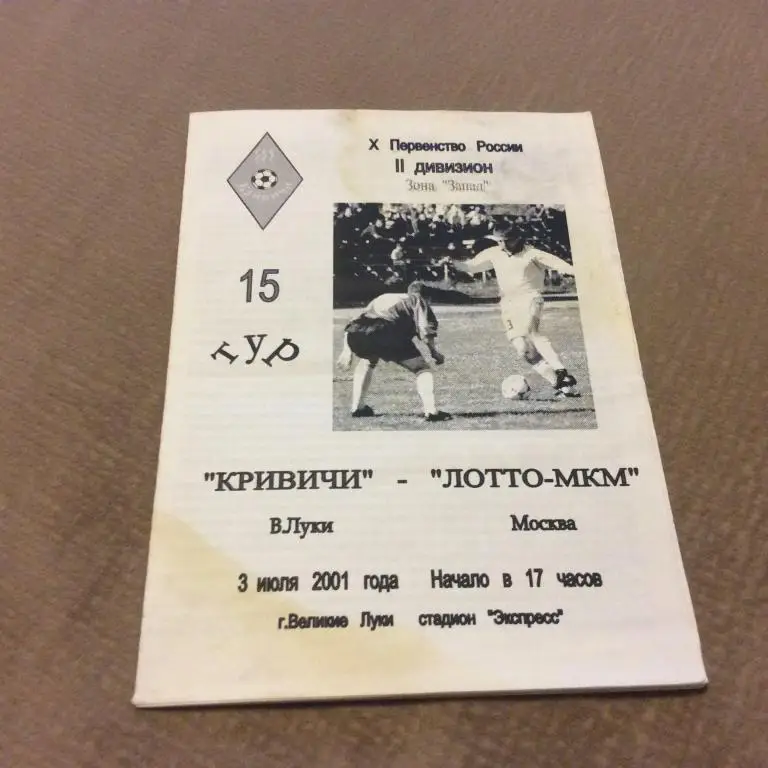 X Первенство России
II дивизион
Зона "Запад"
15
тур
"КРИВИЧИ" - "ЛОТТО-МКМ"
В.Луки Москва
3 июля 2001 года Начало в 17 часов
г.Великие Луки стадион "Экспресс"